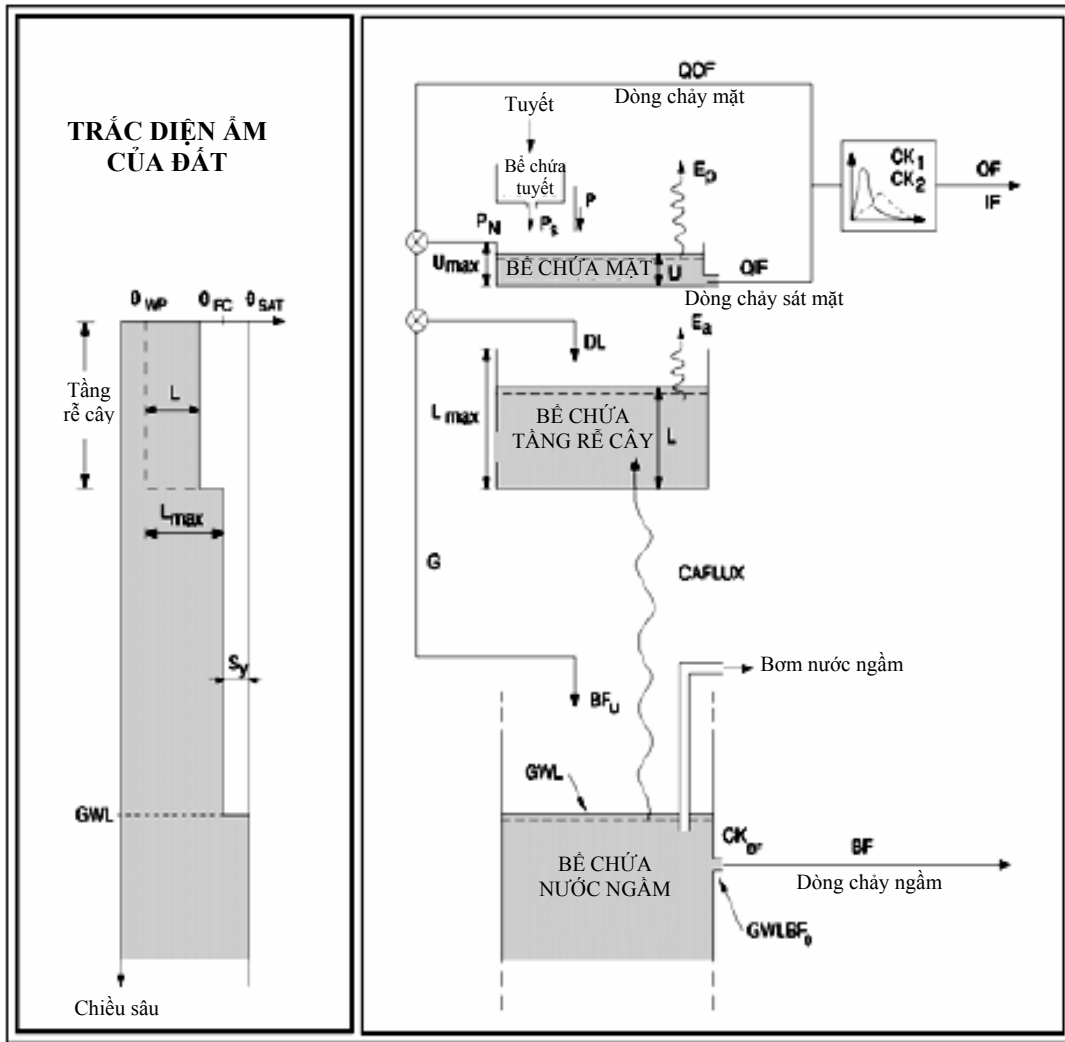 TRẮC DIỆN ẨM
CỦA ĐẤT
θWP θFC θSAT
Tầng
rễ cây
L
Lmax
Sy
GWL
Chiều sâu
QOF
Dòng chảy mặt
Tuyết
Bể chứa
tuyết
PN
Ps
P
Ep
CK1
CK2
OF
IF
Umax
BỂ CHỨA MẶT
U
QIF
Dòng chảy sát mặt
DL
Ea
Lmax
BỂ CHỨA
TẦNG RỄ CÂY
L
G
CAFLUX
Bơm nước ngầm
BFU
GWL
BỂ CHỨA
NƯỚC NGẦM
CKBF
BF
Dòng chảy ngầm
GWLBF0